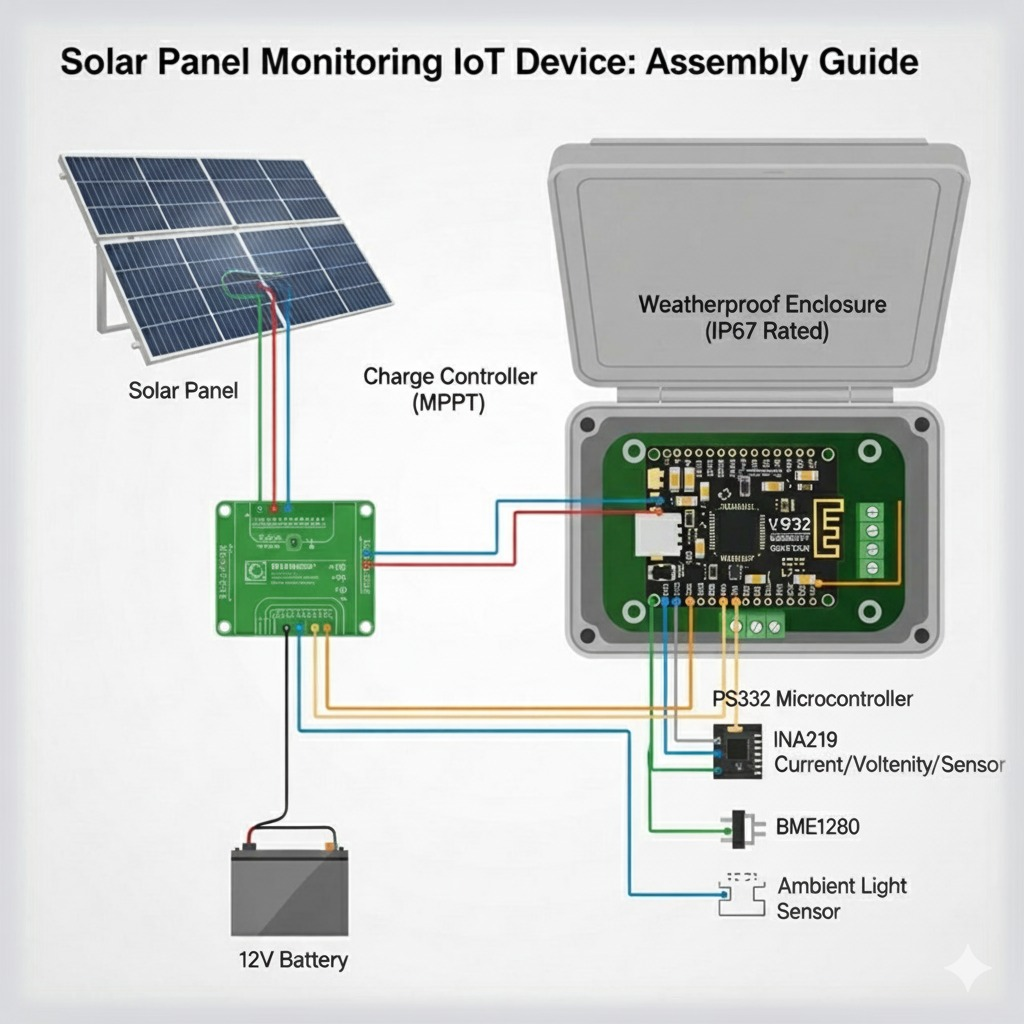 Solar Panel Monitoring IoT Device: Assembly Guide
Weatherproof Enclosure
(IP67 Rated)
Solar Panel
Charge Controller
(MPPT)
V932
PS332 Microcontroller
INA219
Current/Voltenity/Sensor
BME1280
Ambient Light
Sensor
12V Battery